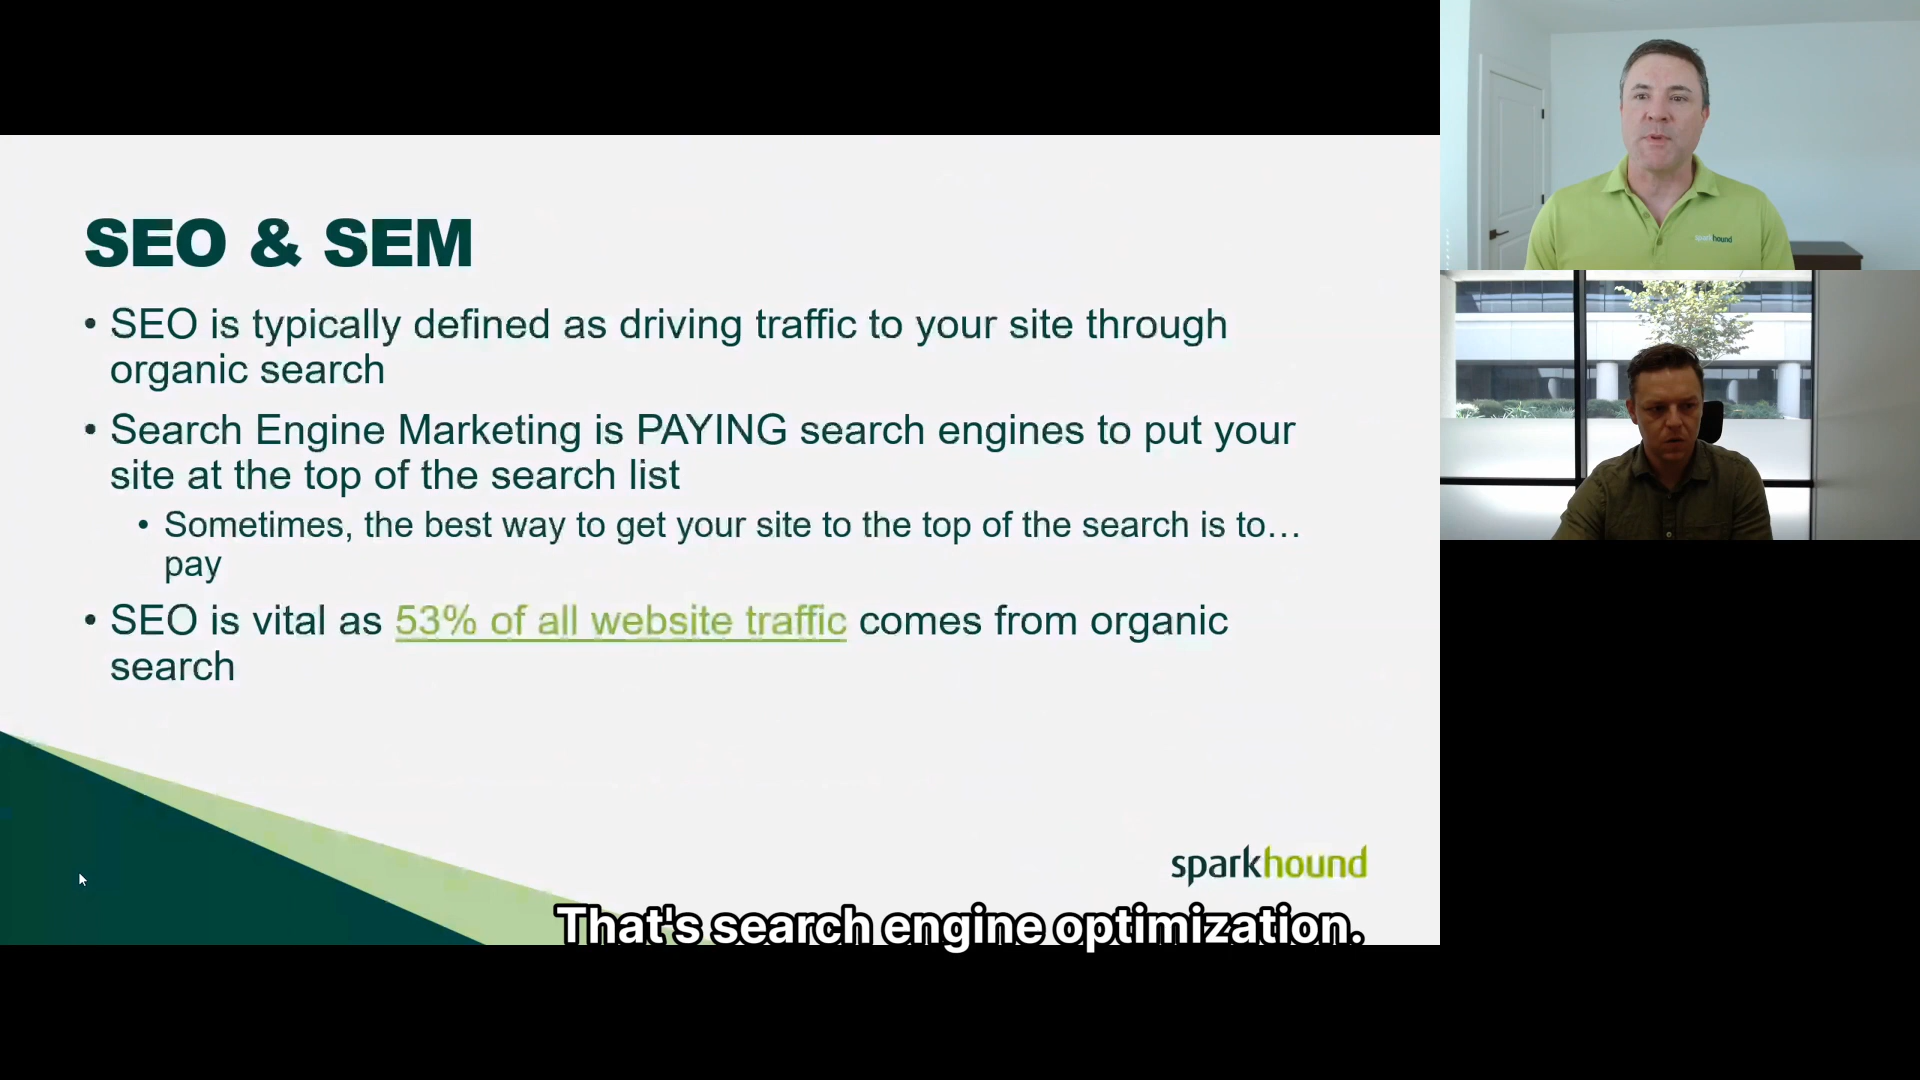 SEO & SEM
• SEO is typically defined as driving traffic to your site through
organic search
• Search Engine Marketing is PAYING search engines to put your
site at the top of the search list
• Sometimes, the best way to get your site to the top of the search is to…
pay
• SEO is vital as 53% of all website traffic comes from organic
search
sparkhound
That's search engine optimization.
sparkhound